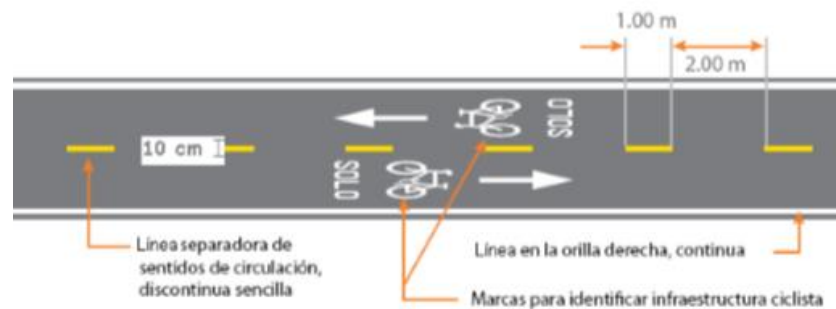 1.00 m
2.00 m
SOLO
10 cm
SOLO
Línea separadora de
sentidos de circulación,
discontinua sencilla
Línea en la orilla derecha, continua
Marcas para identificar infraestructura ciclista